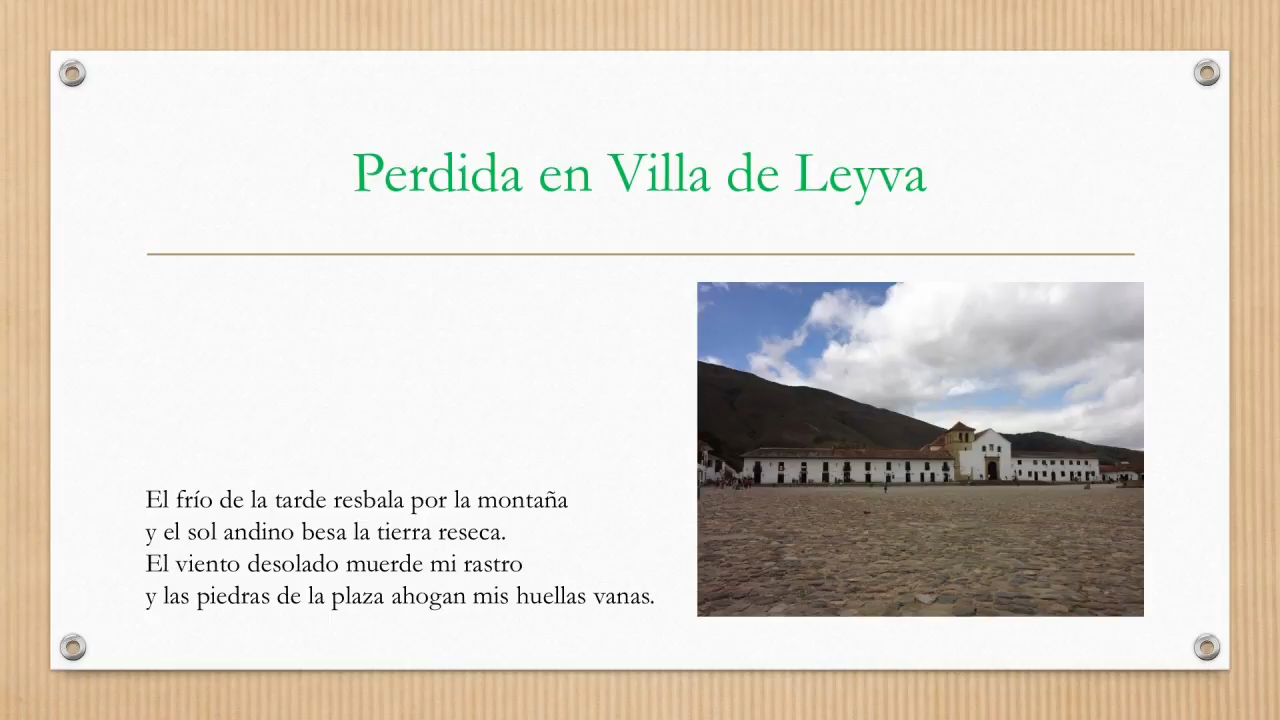 Perdida en Villa de Leyva
El frío de la tarde resbala por la montaña
y el sol andino besa la tierra reseca.
El viento desolado muerde mi rastro
y las piedras de la plaza ahogan mis huellas vanas.